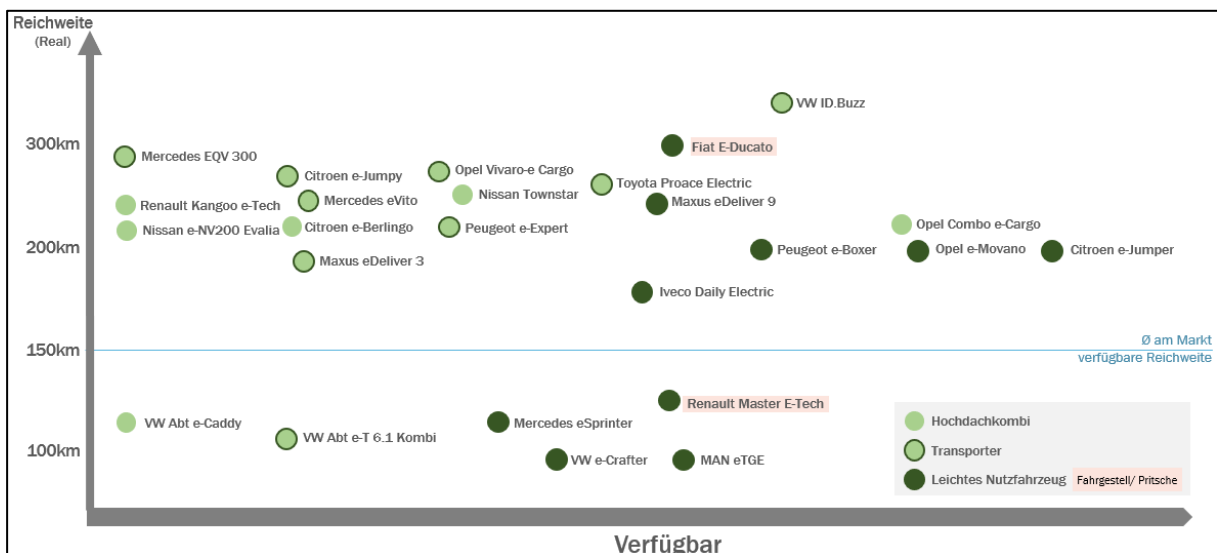 Reichweite
(Real)
VW ID.Buzz
300km
Fiat E-Ducato
Mercedes EQV 300
Citroen e-Jumpy
Opel Vivaro-e Cargo
Toyota Proace Electric
Renault Kangoo e-Tech
Mercedes eVito
Nissan Townstar
Maxus eDeliver 9
Nissan e-NV200 Evalia
Citroen e-Berlingo
Peugeot e-Expert
Opel Combo e-Cargo
200km
Maxus eDeliver 3
Peugeot e-Boxer
Opel e-Movano
Citroen e-Jumper
Iveco Daily Electric
150km
Ø am Markt
verfügbare Reichweite
VW Abt e-Caddy
Mercedes eSprinter
Renault Master E-Tech
VW Abt e-T 6.1 Kombi
100km
VW e-Crafter
MAN eTGE
Hochdachkombi
Transporter
Leichtes Nutzfahrzeug Fahrgestell/ Pritsche
Verfügbar